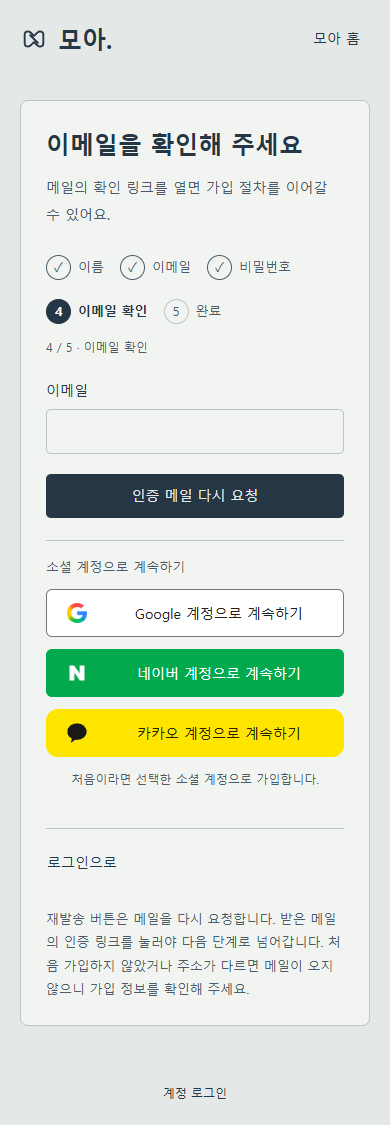 모아.
모아 홈
이메일을 확인해 주세요
메일의 확인 링크를 열면 가입 절차를 이어갈
수 있어요.
✓ 이름 ✓ 이메일 ✓ 비밀번호
4 이메일 확인 5 완료
4 / 5 · 이메일 확인
이메일
인증 메일 다시 요청
소셜 계정으로 계속하기
Google 계정으로 계속하기
네이버 계정으로 계속하기
카카오 계정으로 계속하기
처음이라면 선택한 소셜 계정으로 가입합니다.
로그인으로
재발송 버튼은 메일을 다시 요청합니다. 받은 메일
의 인증 링크를 눌러야 다음 단계로 넘어갑니다. 처
음 가입하지 않았거나 주소가 다르면 메일이 오지
않으니 가입 정보를 확인해 주세요.
계정 로그인